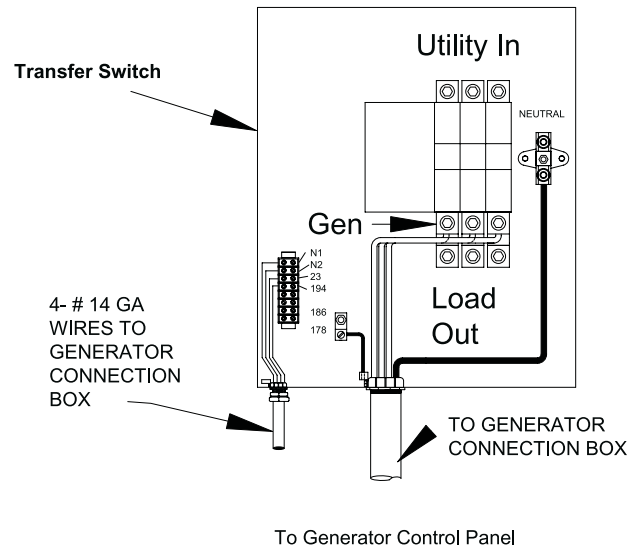 Utility In
Transfer Switch
NEUTRAL
Gen
N1
N2
23
194
186
178
Load
Out
4- # 14 GA
WIRES TO
GENERATOR
CONNECTION
BOX
TO GENERATOR
CONNECTION BOX
To Generator Control Panel